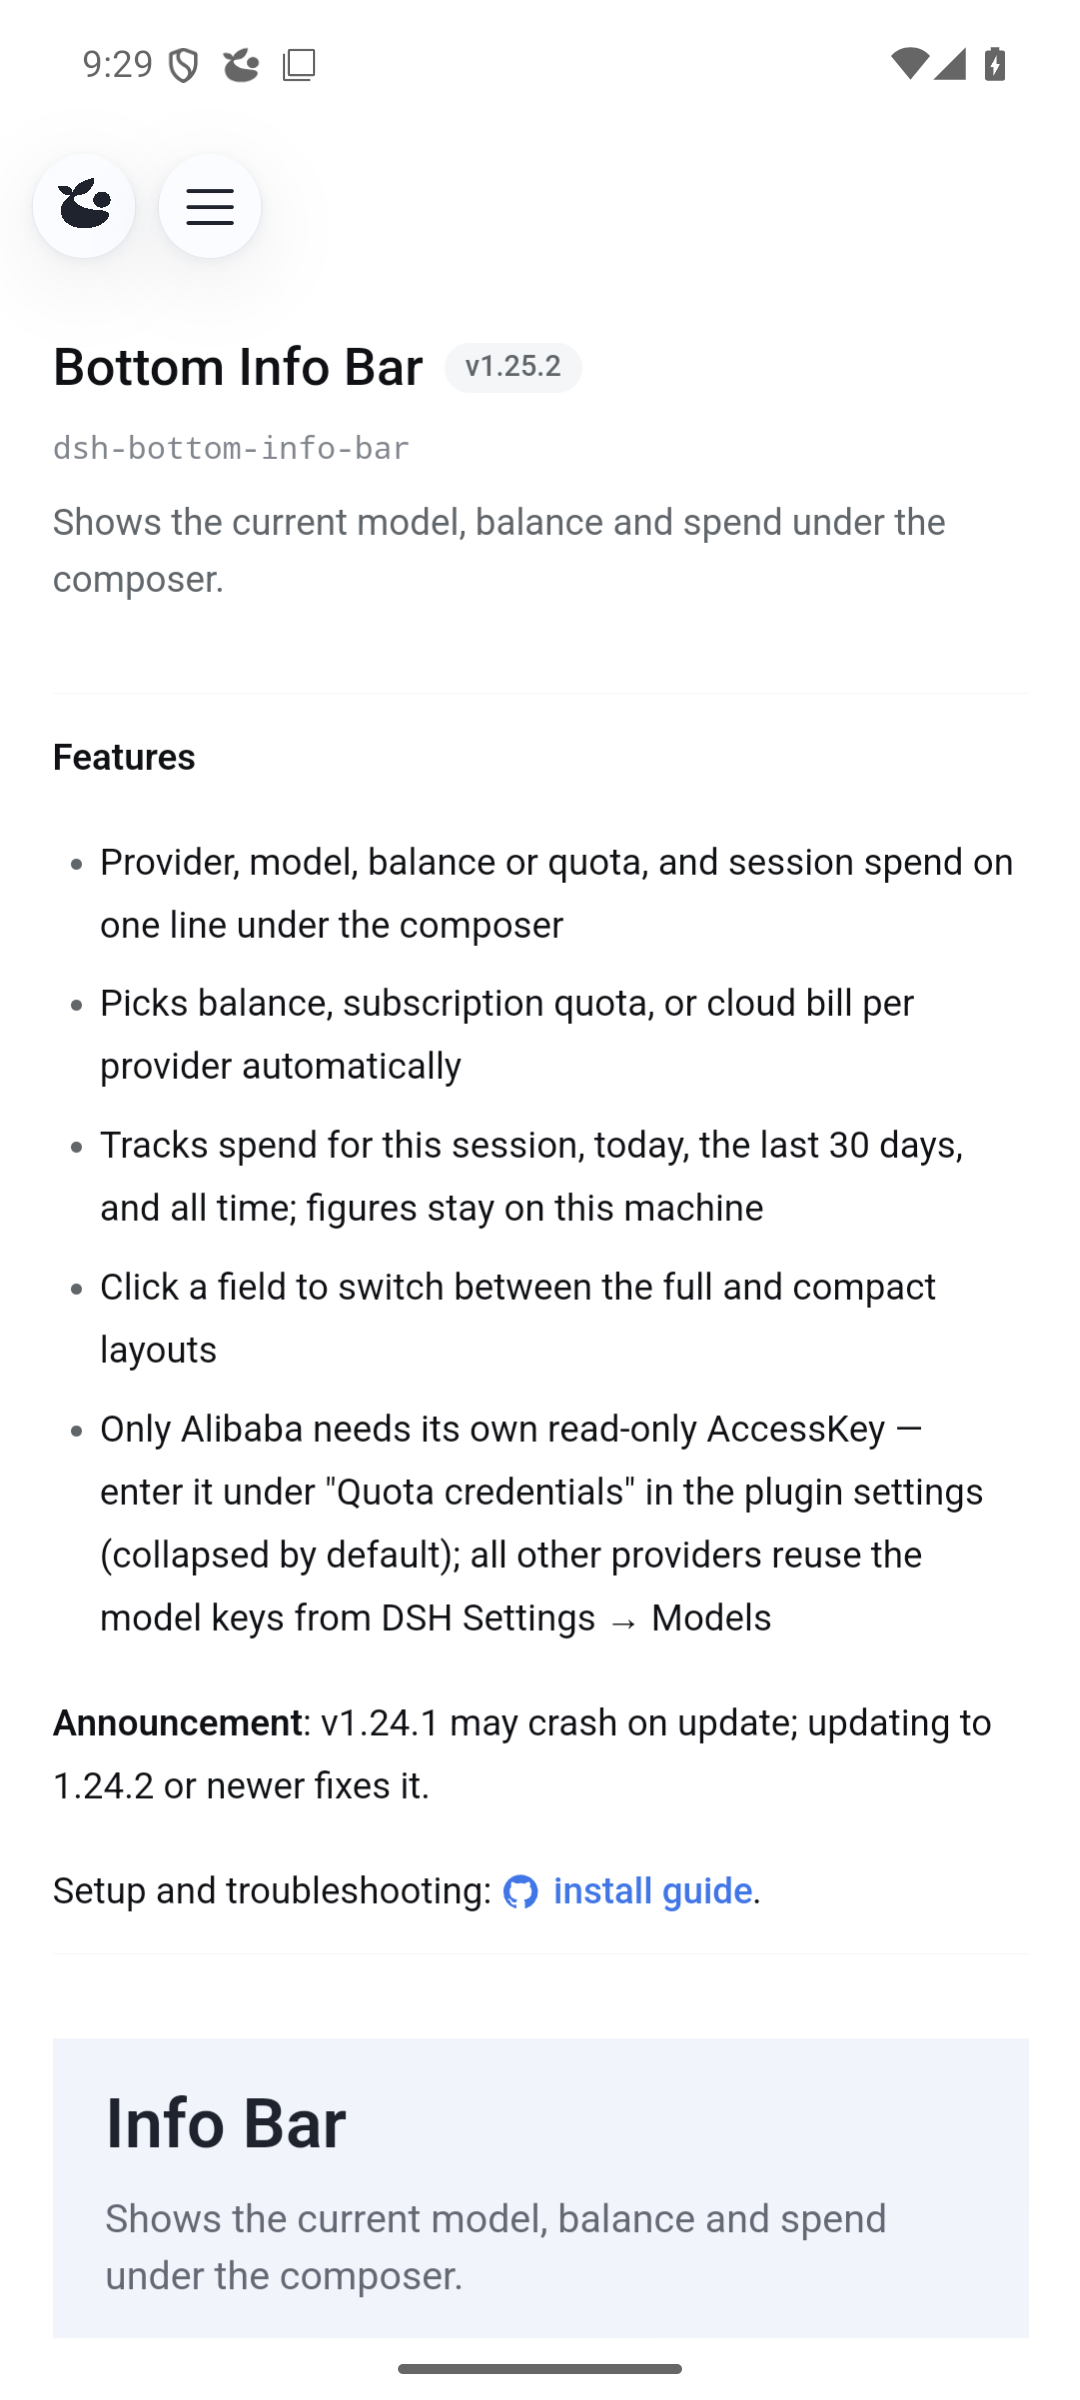 9:29
Bottom Info Bar v1.25.2
dsh-bottom-info-bar
Shows the current model, balance and spend under the
composer.
Features
• Provider, model, balance or quota, and session spend on
one line under the composer
• Picks balance, subscription quota, or cloud bill per
provider automatically
• Tracks spend for this session, today, the last 30 days,
and all time; figures stay on this machine
• Click a field to switch between the full and compact
layouts
• Only Alibaba needs its own read-only AccessKey —
enter it under "Quota credentials" in the plugin settings
(collapsed by default); all other providers reuse the
model keys from DSH Settings → Models
Announcement: v1.24.1 may crash on update; updating to
1.24.2 or newer fixes it.
Setup and troubleshooting: install guide.
Info Bar
Shows the current model, balance and spend
under the composer.